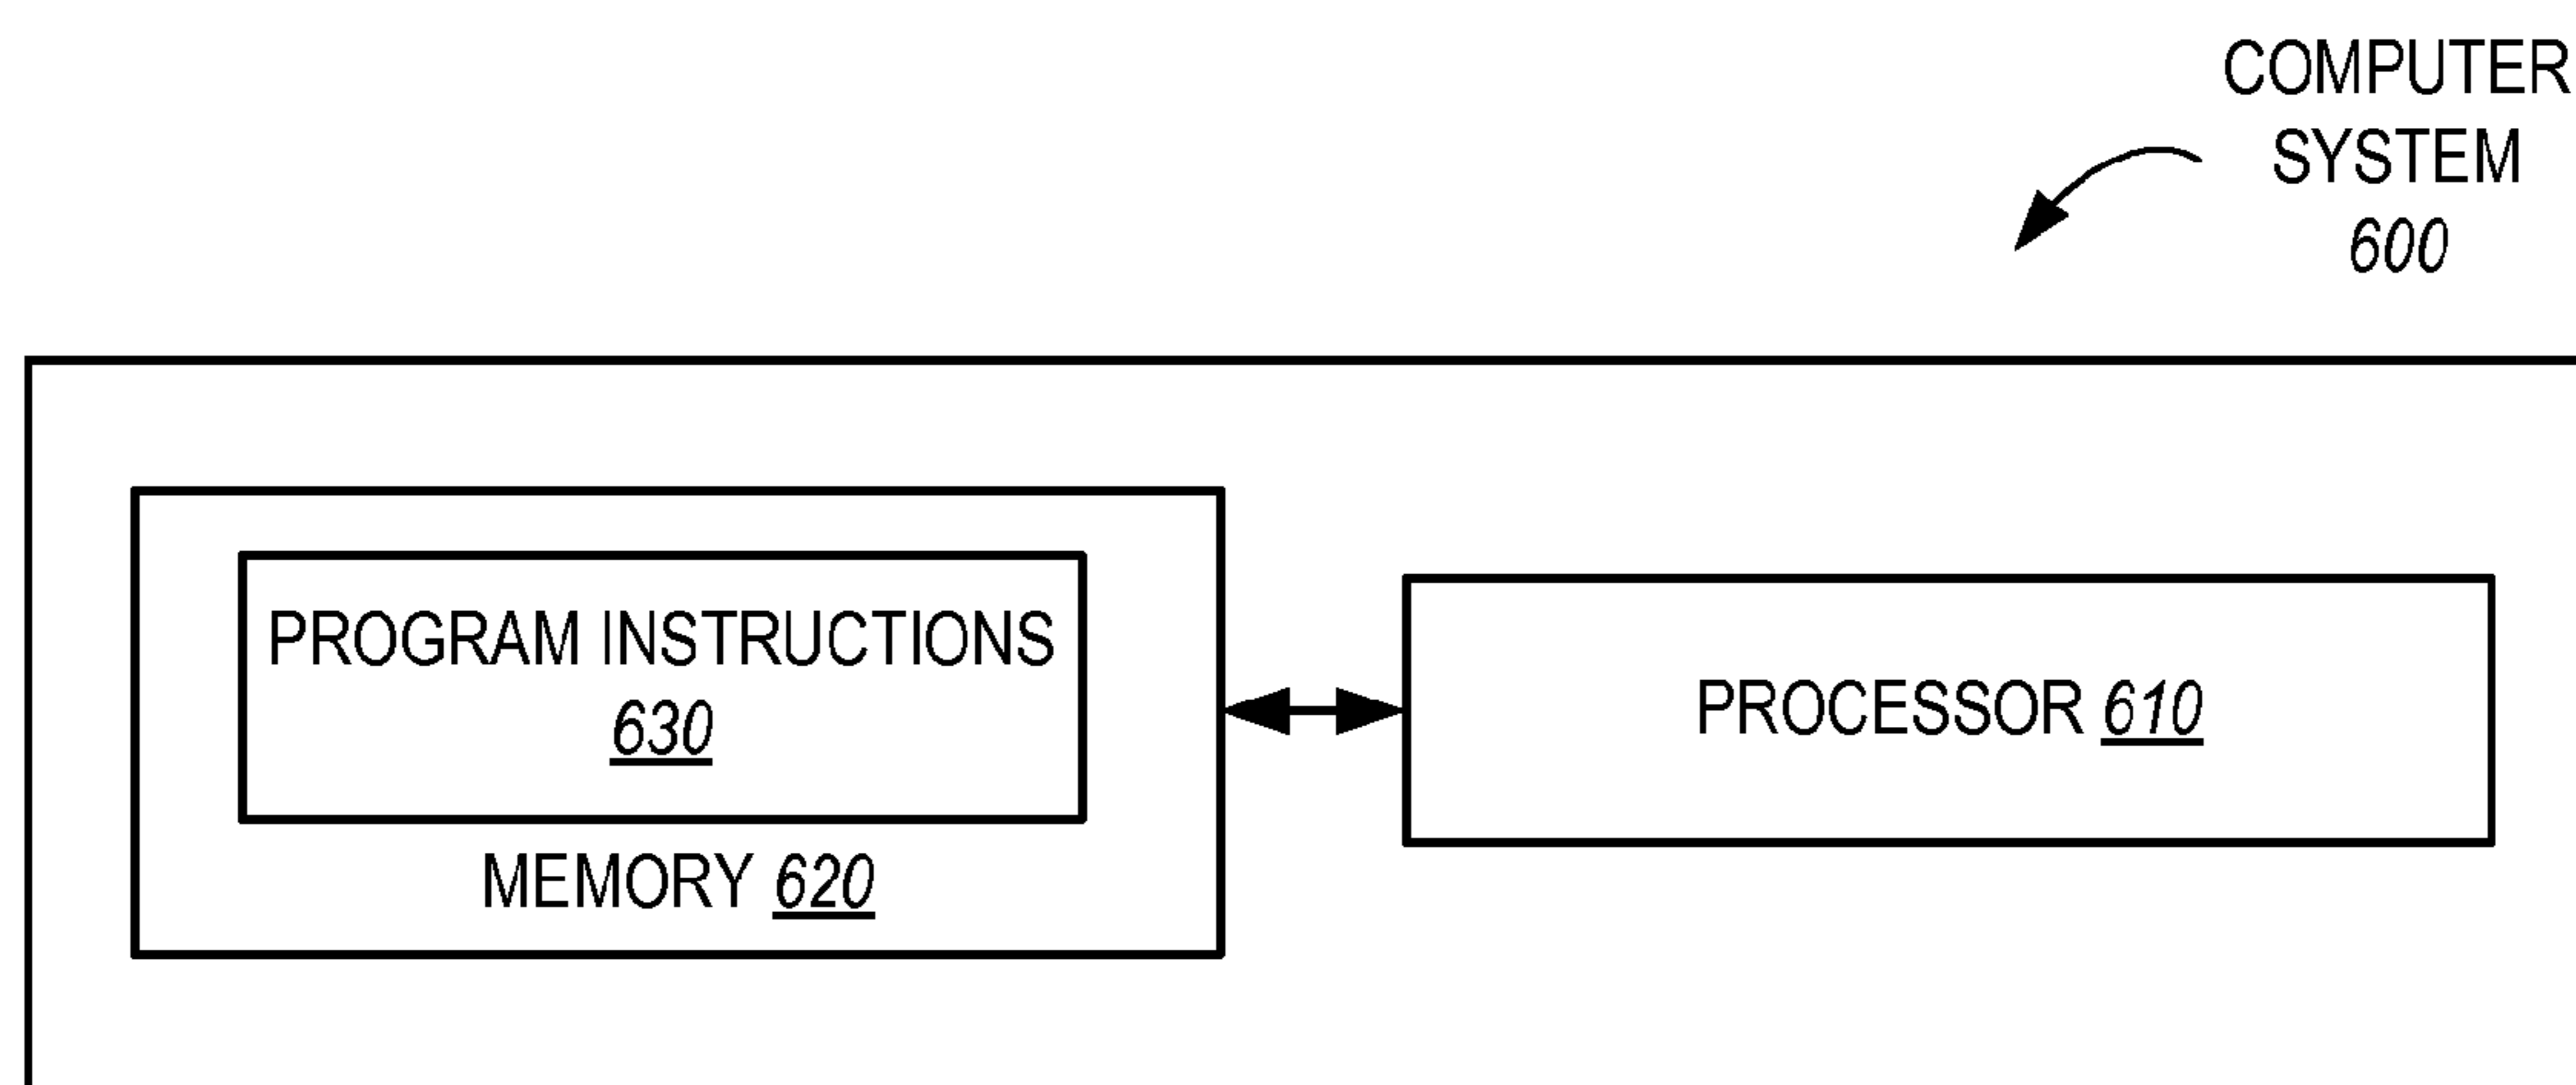 COMPUTER
SYSTEM
600
PROGRAM INSTRUCTIONS
630
MEMORY 620
PROCESSOR 610